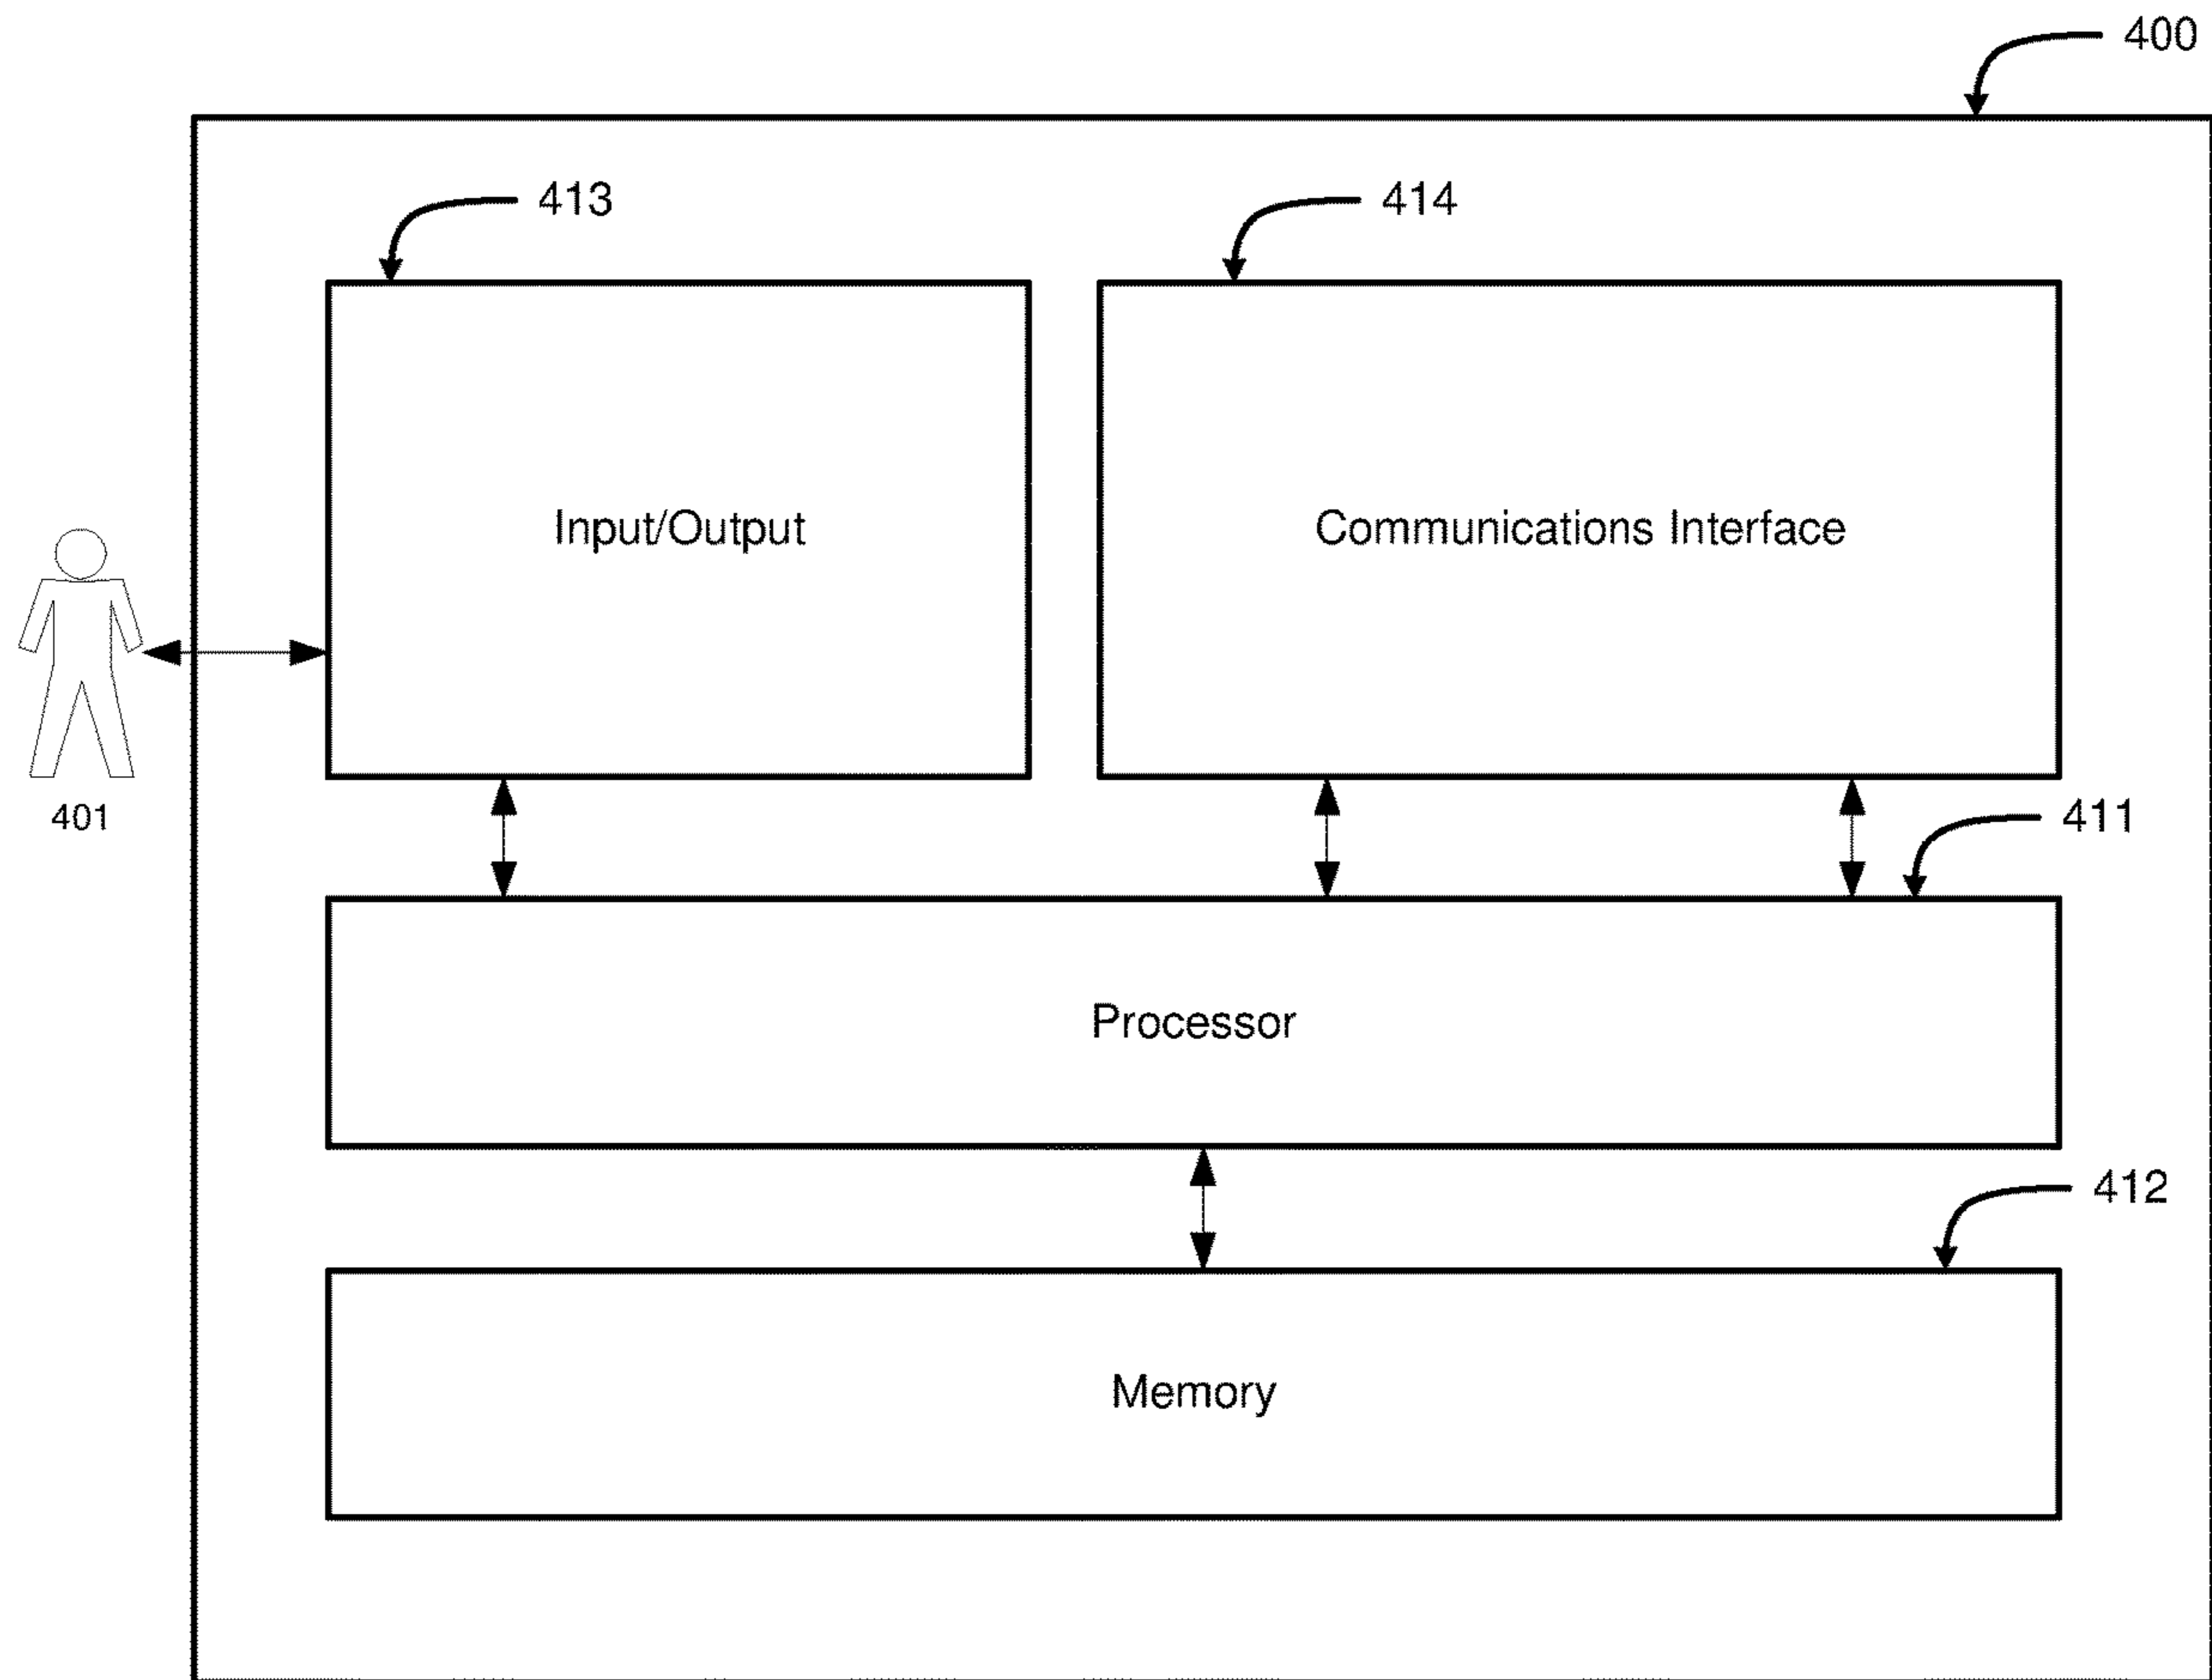 400
413
414
Input/Output
Communications Interface
401
411
Processor
412
Memory